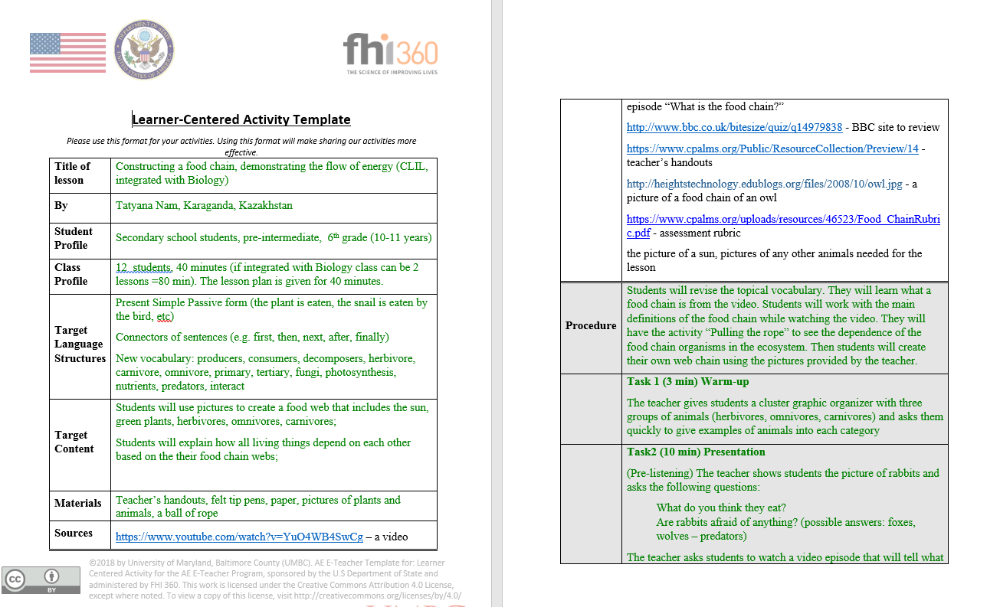 fhi360
THE SCIENCE OF IMPROVING LIVES
Learner-Centered Activity Template
Please use this format for your activities. Using this format will make sharing our activities more
effective.
Title of
lesson
Constructing a food chain, demonstrating the flow of energy (CLIL,
integrated with Biology)
By
Tatyana Nam, Karaganda, Kazakhstan
Student
Profile
Secondary school students, pre-intermediate, 6th grade (10-11 years)
Class
Profile
12 students, 40 minutes (if integrated with Biology class can be 2
lessons =80 min). The lesson plan is given for 40 minutes.
Target
Language
Structures
Present Simple Passive form (the plant is eaten, the snail is eaten by
the bird, etc)
Connectors of sentences (e.g. first, then, next, after, finally)
New vocabulary: producers, consumers, decomposers, herbivore,
carnivore, omnivore, primary, tertiary, fungi, photosynthesis,
nutrients, predators, interact
Target
Content
Students will use pictures to create a food web that includes the sun,
green plants, herbivores, omnivores, carnivores;
Students will explain how all living things depend on each other
based on the their food chain webs;
Materials
Teacher's handouts, felt tip pens, paper, pictures of plants and
animals, a ball of rope
Sources
https://www.youtube.com/watch?v=YuO4WB4SwCg – a video
©2018 by University of Maryland, Baltimore County (UMBC). AE E-Teacher Template for: Learner
Centered Activity for the AE E-Teacher Program, sponsored by the U.S Department of State and
administered by FHI 360. This work is licensed under the Creative Commons Attribution 4.0 License,
except where noted. To view a copy of this license, visit http://creativecommons.org/licenses/by/4.0/
cc
BY
episode “What is the food chain?”
http://www.bbc.co.uk/bitesize/quiz/q14979838 - BBC site to review
https://www.cpalms.org/Public/ResourceCollection/Preview/14 -
teacher's handouts
http://heightstechnology.edublogs.org/files/2008/10/owl.jpg - a
picture of a food chain of an owl
https://www.cpalms.org/uploads/resources/46523/Food_ChainRubri
c.pdf - assessment rubric
the picture of a sun, pictures of any other animals needed for the
lesson
Procedure
Students will revise the topical vocabulary. They will learn what a
food chain is from the video. Students will work with the main
definitions of the food chain while watching the video. They will
have the activity “Pulling the rope” to see the dependence of the
food chain organisms in the ecosystem. Then students will create
their own web chain using the pictures provided by the teacher.
Task 1 (3 min) Warm-up
The teacher gives students a cluster graphic organizer with three
groups of animals (herbivores, omnivores, carnivores) and asks them
quickly to give examples of animals into each category
Task2 (10 min) Presentation
(Pre-listening) The teacher shows students the picture of rabbits and
asks the following questions:
What do you think they eat?
Are rabbits afraid of anything? (possible answers: foxes,
wolves – predators)
The teacher asks students to watch a video episode that will tell what